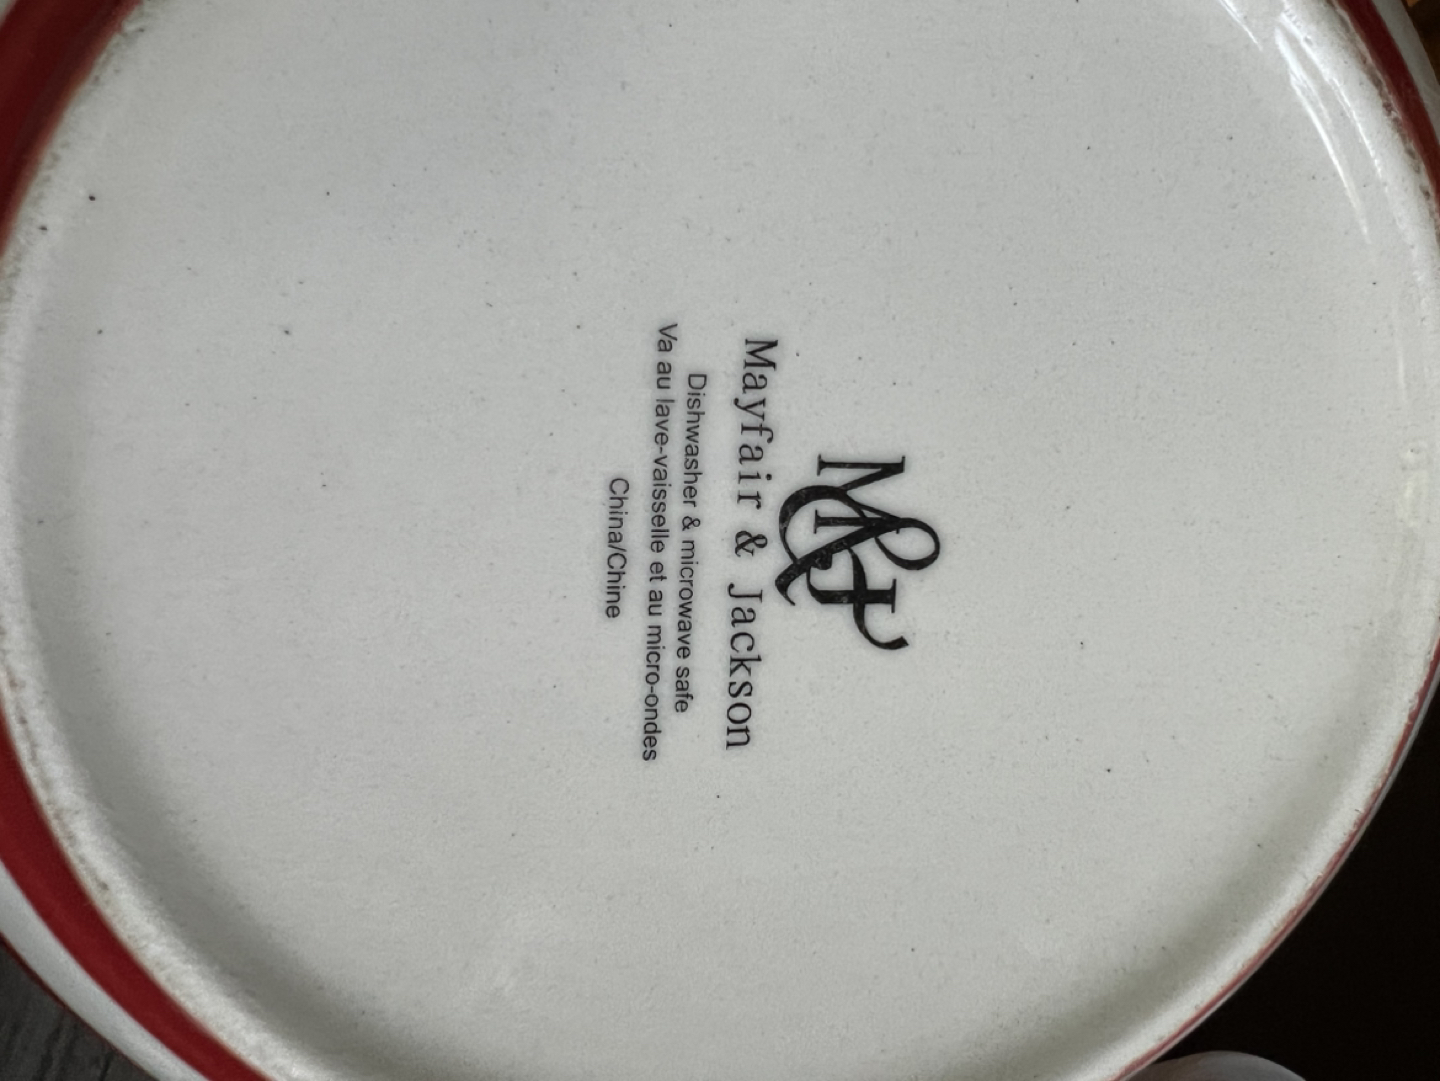 M&J
Mayfair & Jackson
Dishwasher & microwave safe
Va au lave-vaisselle et au micro-ondes
China/Chine